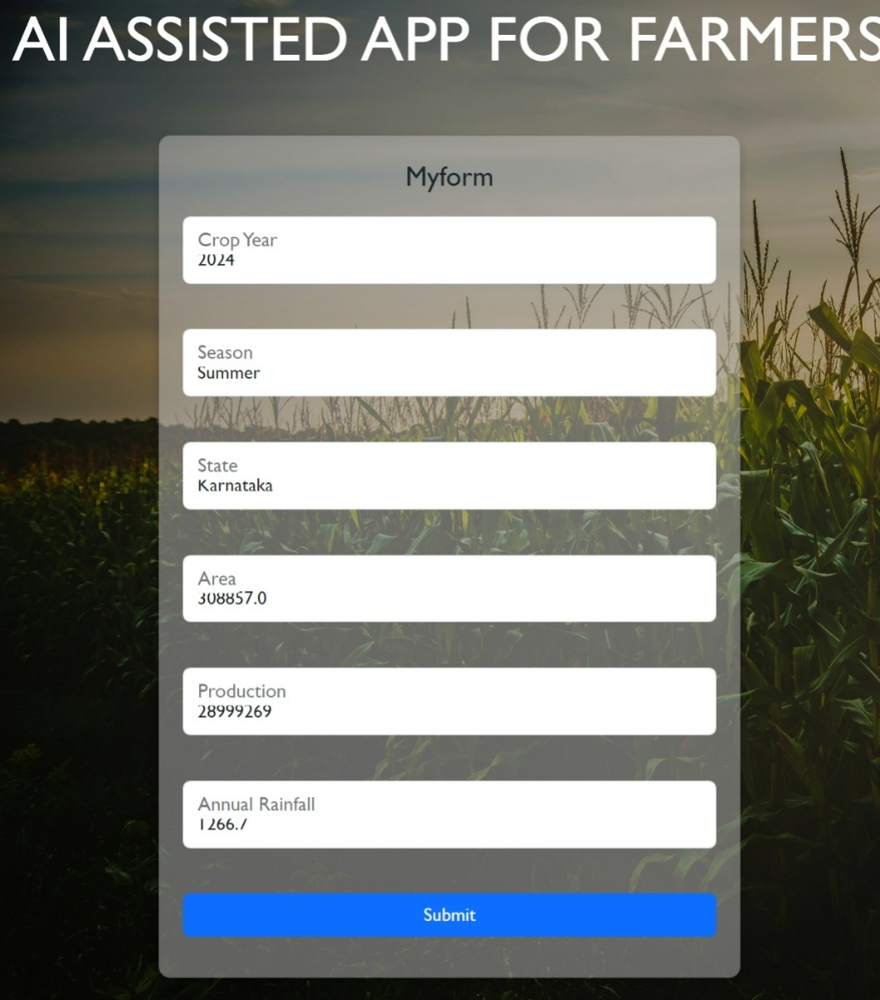 AI ASSISTED APP FOR FARMERS
Myform
Crop Year
2024
Season
Summer
State
Karnataka
Area
308857.0
Production
28999269
Annual Rainfall
1266.7
Submit